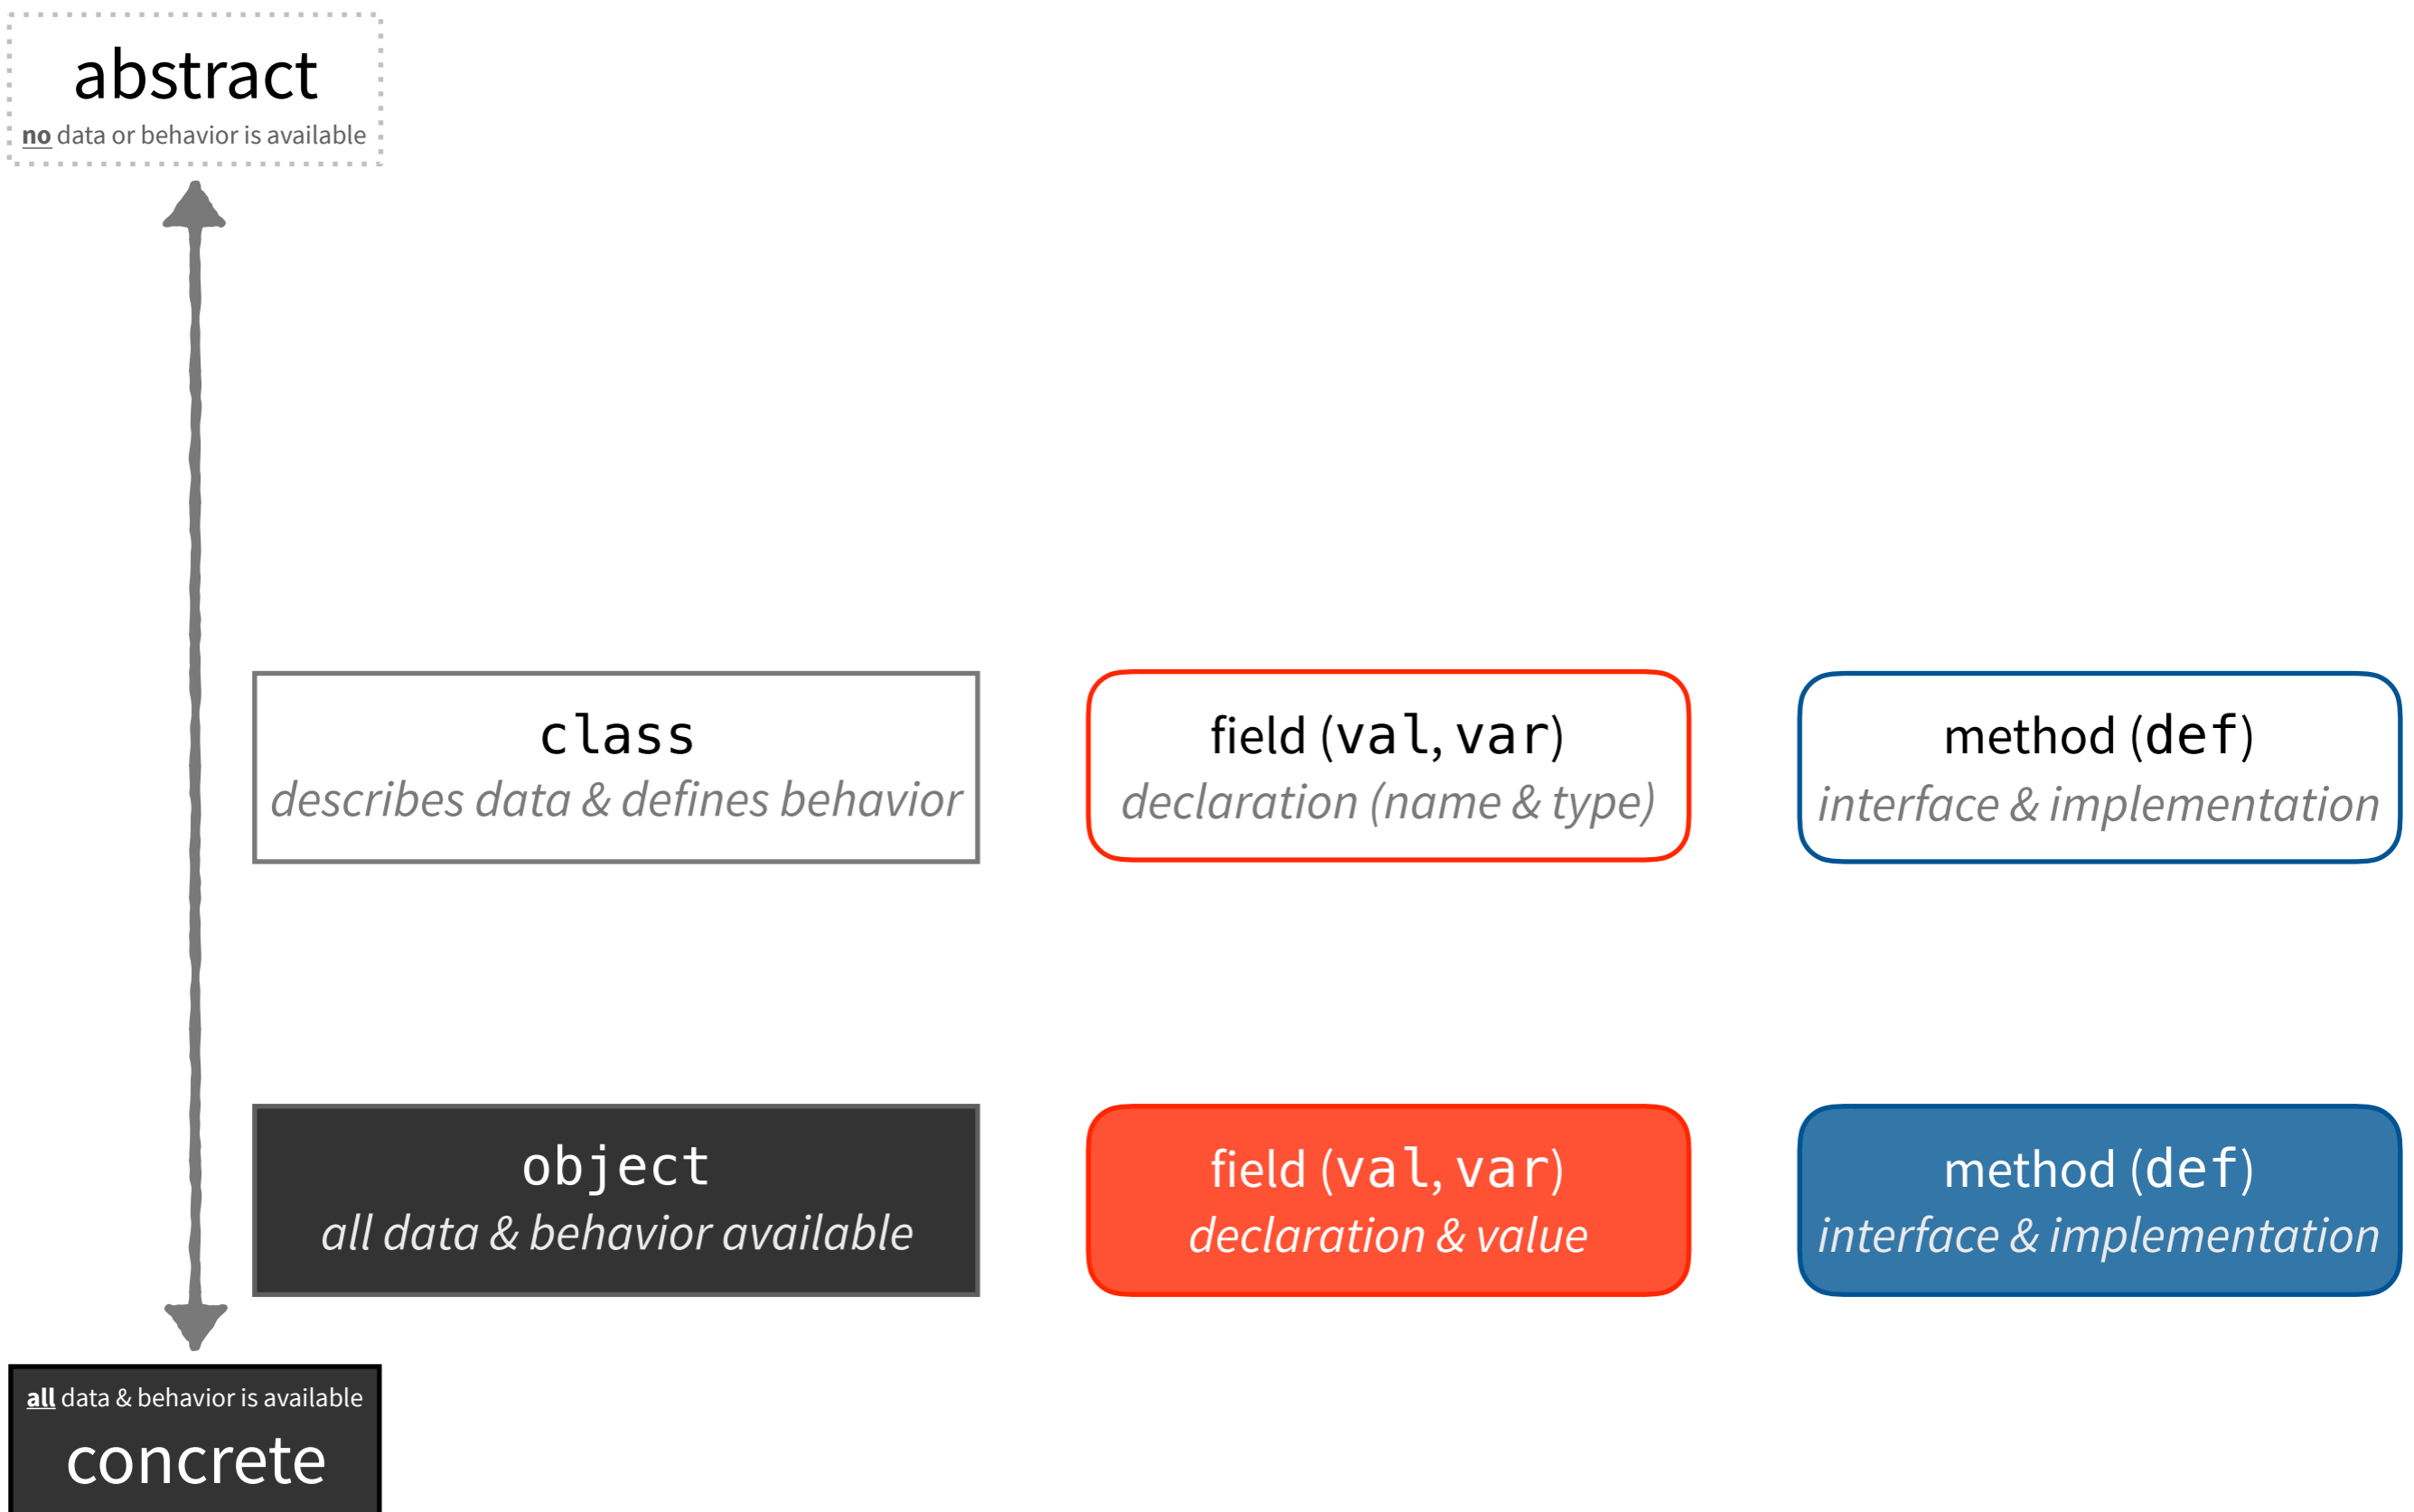 abstract
no data or behavior is available
class
describes data & defines behavior
field (val, var)
declaration (name & type)
method (def)
interface & implementation
object
all data & behavior available
field (val, var)
declaration & value
method (def)
interface & implementation
all data & behavior is available
concrete